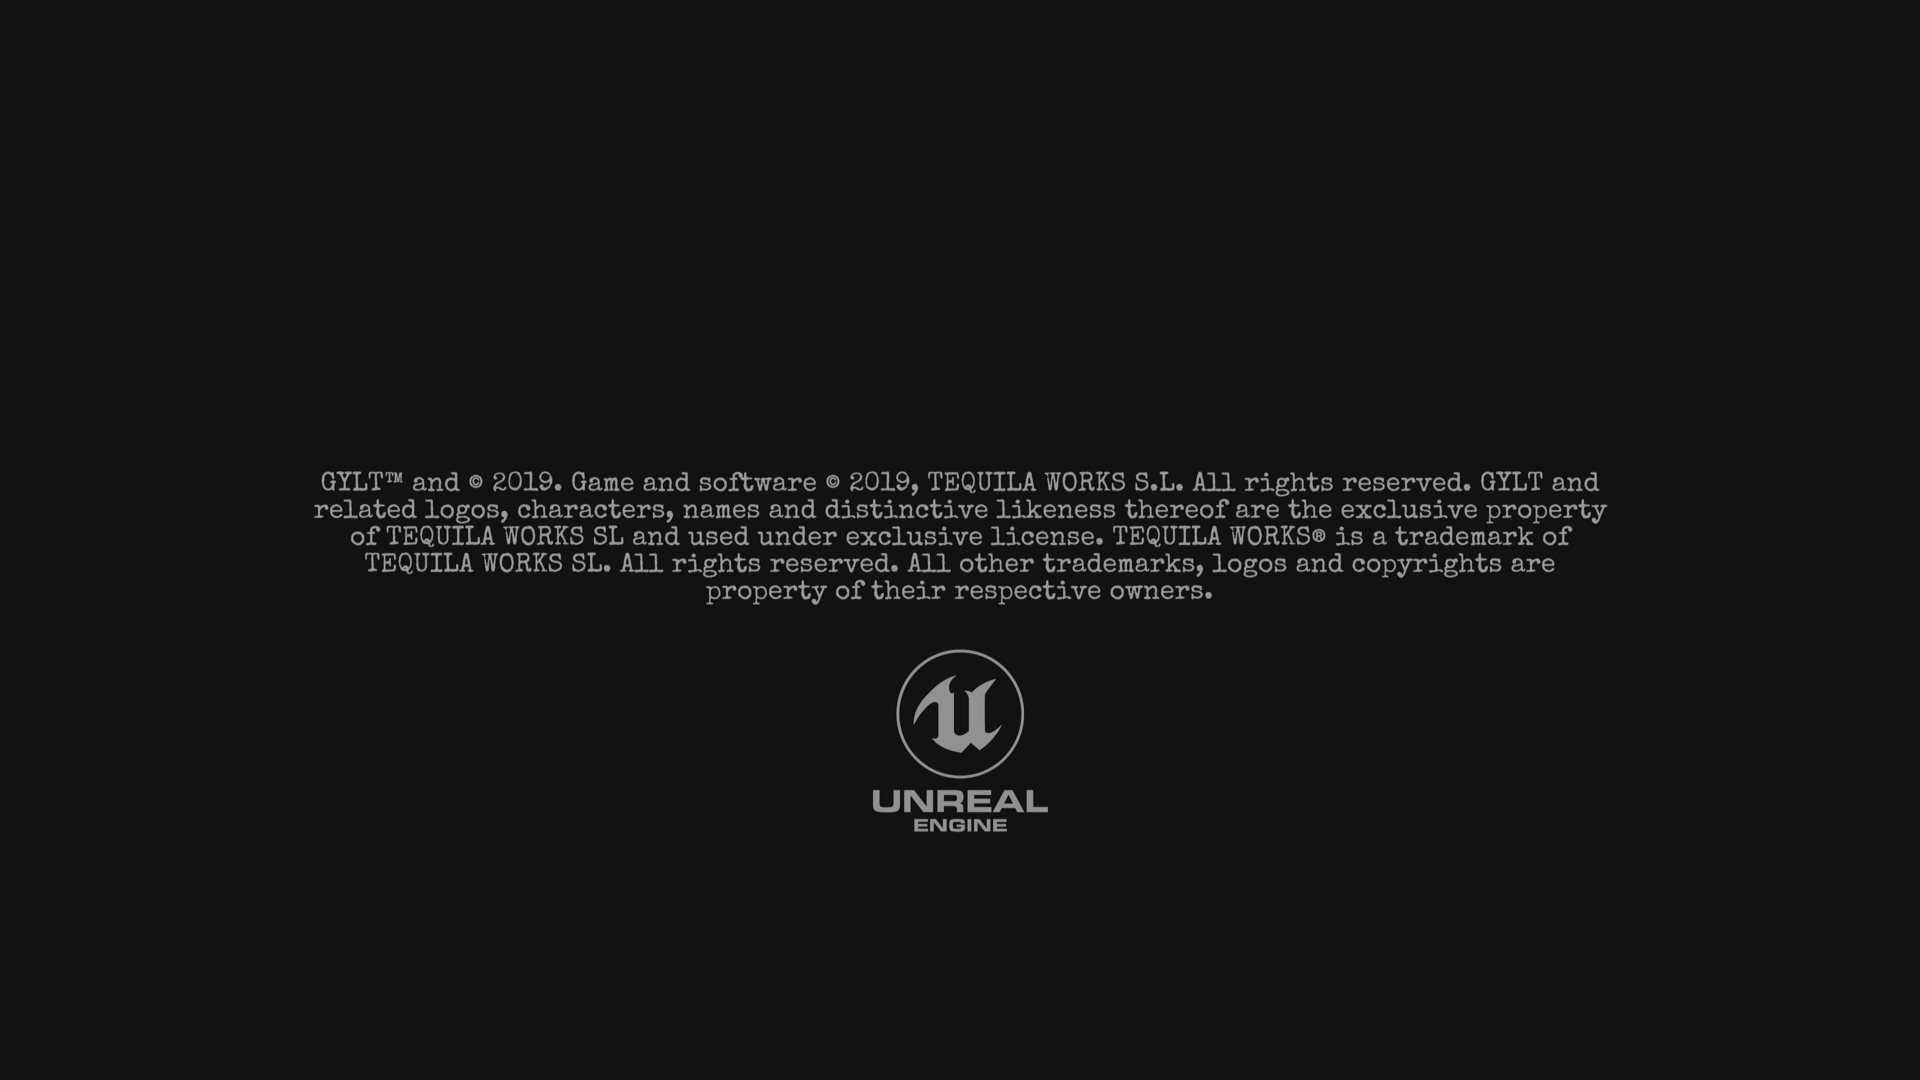 GYLT™ and © 2019. Game and software © 2019, TEQUILA WORKS S.L. All rights reserved. GYLT and
related logos, characters, names and distinctive likeness thereof are the exclusive property
of TEQUILA WORKS SL and used under exclusive license. TEQUILA WORKS® is a trademark of
TEQUILA WORKS SL. All rights reserved. All other trademarks, logos and copyrights are
property of their respective owners.
UNREAL
ENGINE